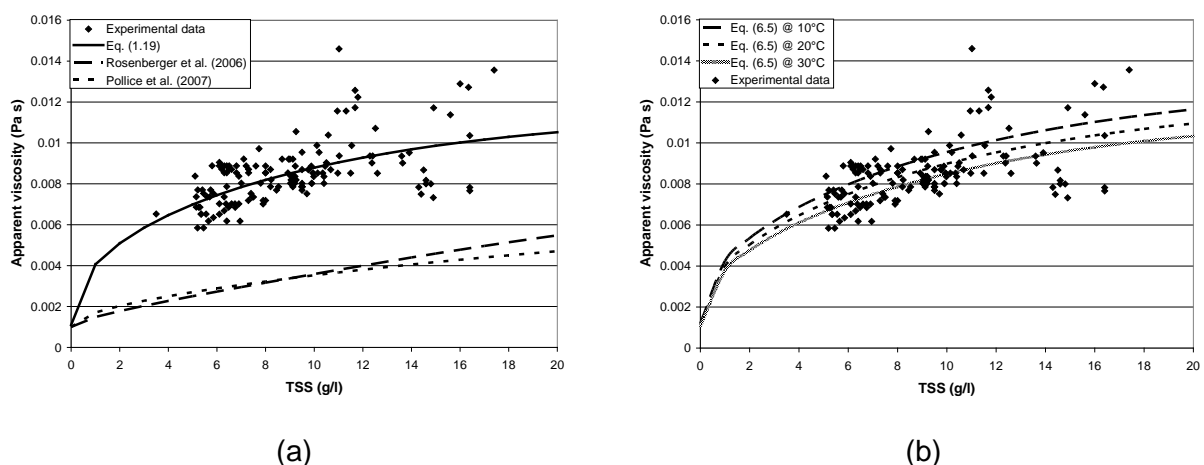 Experimental data
Eq. (1.19)
Rosenberger et al. (2006)
Pollice et al. (2007)
0.016
0.014
0.012
0.01
0.008
0.006
0.004
0.002
0
Apparent viscosity (Pa s)
0 2 4 6 8 10 12 14 16 18 20
TSS (g/l)
(a)
Eq. (6.5) @ 10°C
Eq. (6.5) @ 20°C
Eq. (6.5) @ 30°C
Experimental data
0.016
0.014
0.012
0.01
0.008
0.006
0.004
0.002
0
Apparent viscosity (Pa s)
0 2 4 6 8 10 12 14 16 18 20
TSS (g/l)
(b)